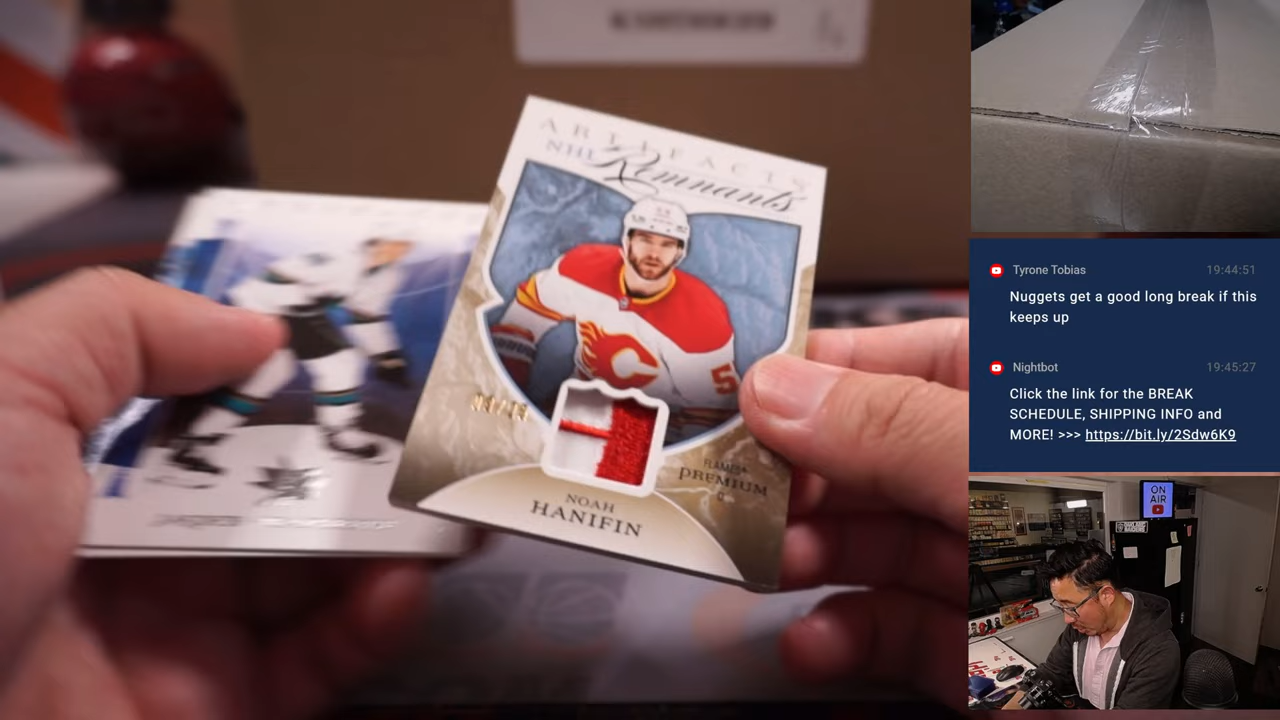 ARTIFACTS
NHL Remnants
FLAMES
PREMIUM
D
NOAH
HANIFIN
Tyrone Tobias 19:44:51
Nuggets get a good long break if this
keeps up
Nightbot 19:45:27
Click the link for the BREAK
SCHEDULE, SHIPPING INFO and
MORE! >>> https://bit.ly/2Sdw6K9
ON
AIR